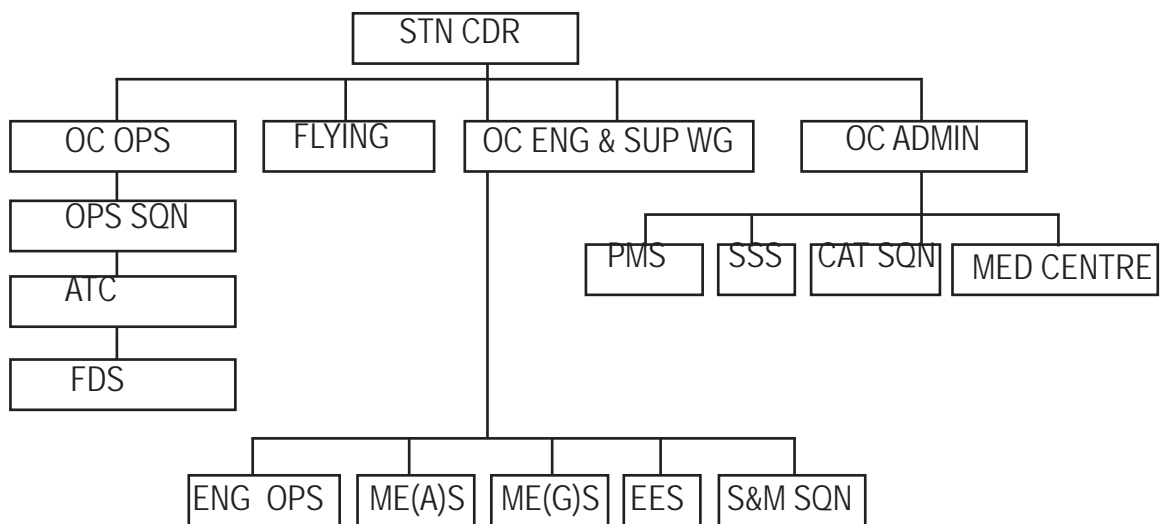 STN CDR
OC OPS
FLYING
OC ENG & SUP WG
OC ADMIN
OPS SQN
PMS
SSS
CAT SQN
MED CENTRE
ATC
FDS
ENG OPS
ME(A)S
ME(G)S
EES
S&M SQN